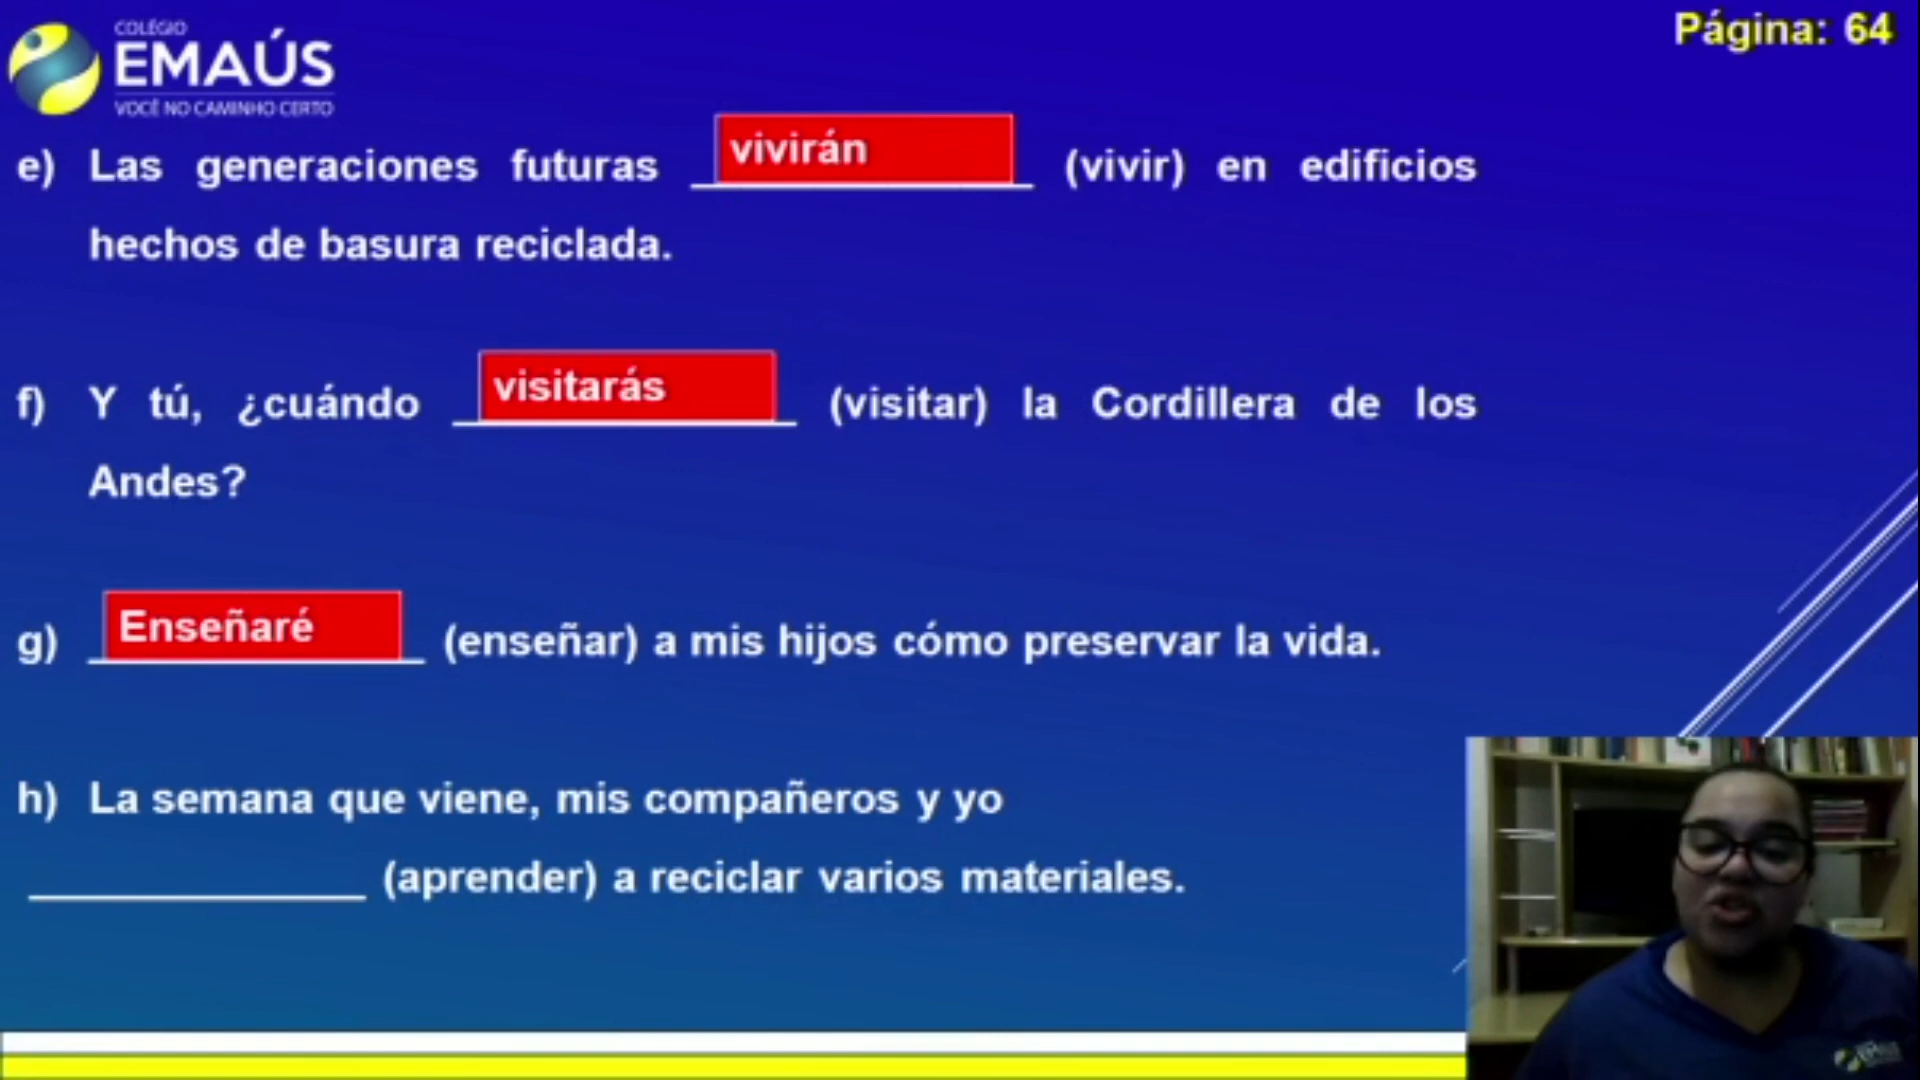 COLÉGIO
EMAÚS
VOCÊ NO CAMINHO CERTO
Página: 64
e) Las generaciones futuras vivirán (vivir) en edificios
hechos de basura reciclada.
f) Y tú, ¿cuándo visitarás (visitar) la Cordillera de los
Andes?
g) Enseñaré (enseñar) a mis hijos cómo preservar la vida.
h) La semana que viene, mis compañeros y yo
____________ (aprender) a reciclar varios materiales.
EMAÚS